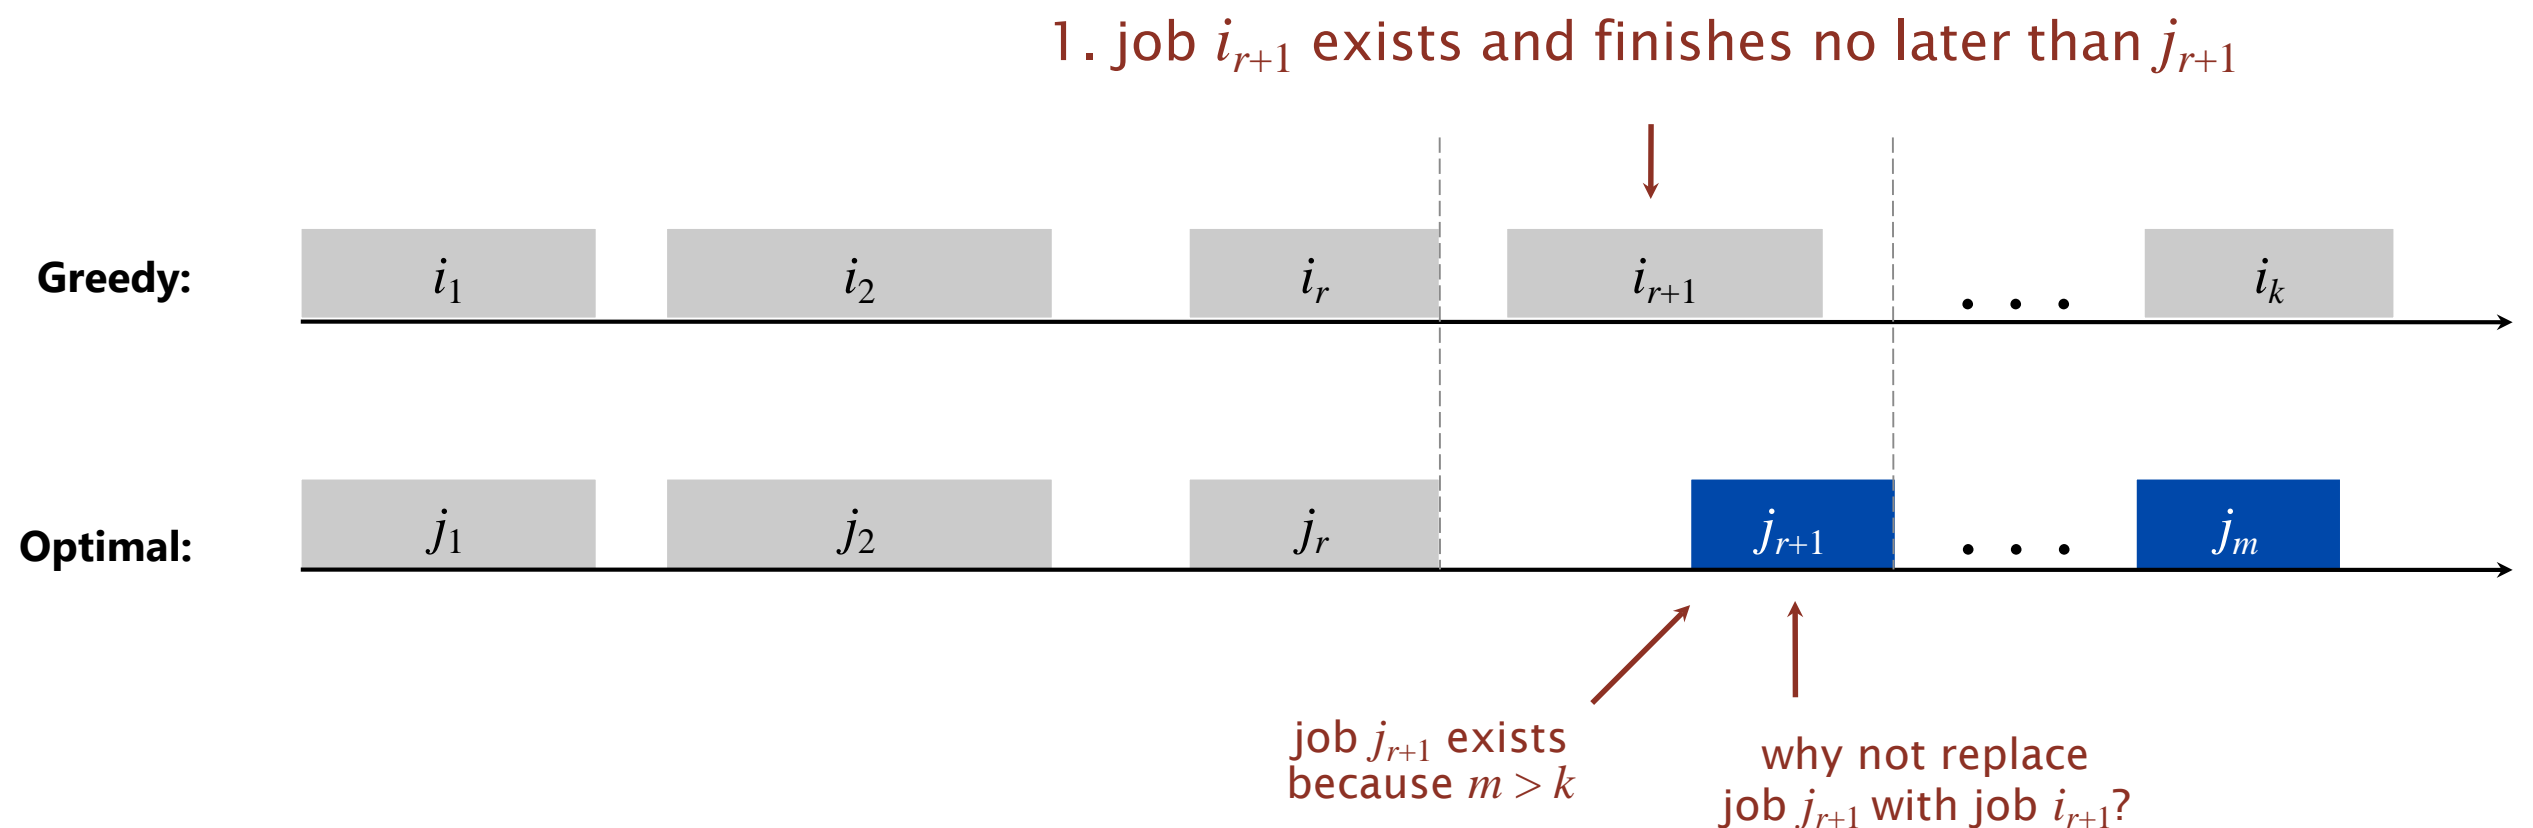 1. job i_{r+1} exists and finishes no later than j_{r+1}
Greedy: i_1 i_2 i_r i_{r+1} . . . i_k
Optimal: j_1 j_2 j_r j_{r+1} . . . j_m
job j_{r+1} exists
because m > k
why not replace
job j_{r+1} with job i_{r+1}?